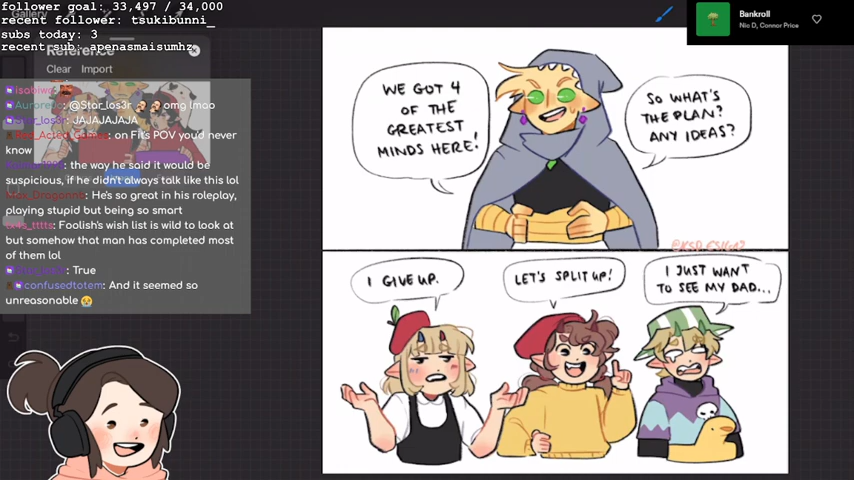 follower goal: 33,497 / 34,000
recent follower: tsukibunni_
subs today: 3
recent sub: apenasmaisumhz
Gallery
Reference
Clear Import
: @Star_los3r omg lmao
JAJAJAJAJA
: on Fit's POV you'd never
know
: the way he said it would be
suspicious, if he didn't always talk like this lol
: He's so great in his roleplay,
playing stupid but being so smart
: Foolish's wish list is wild to look at
but somehow that man has completed most
of them lol
: True
@confusedtotem: And it seemed so
unreasonable
Bankroll
Nic D, Connor Price
WE GOT 4
OF THE
GREATEST
MINDS HERE!
SO WHAT'S
THE PLAN?
ANY IDEAS?
I GIVE UP.
LET'S SPLIT UP!
I JUST WANT
TO SEE MY DAD...